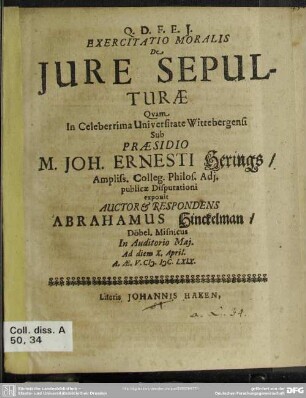 Q. D. F. E. J.
EXERCITATIO MORALIS
De
JURE SEPUL-
TURÆ
Qvam
In Celeberrima Universitate Wittebergensi
Sub
PRÆSIDIO
M. JOH. ERNESTI Herings/
Ampliss. Colleg. Philos. Adj.
publicæ Disputationi
exponit
AUCTOR & RESPONDENS
ABRAHAMUS Hinckelman/
Döbel. Misnicus
In Auditorio Maj.
Ad diem X. April.
A. Æ. V. CIↃ. IↃC. LXIX.
Literis JOHANNIS HAKEN,
a. L. 34.
Coll. diss. A
50, 34